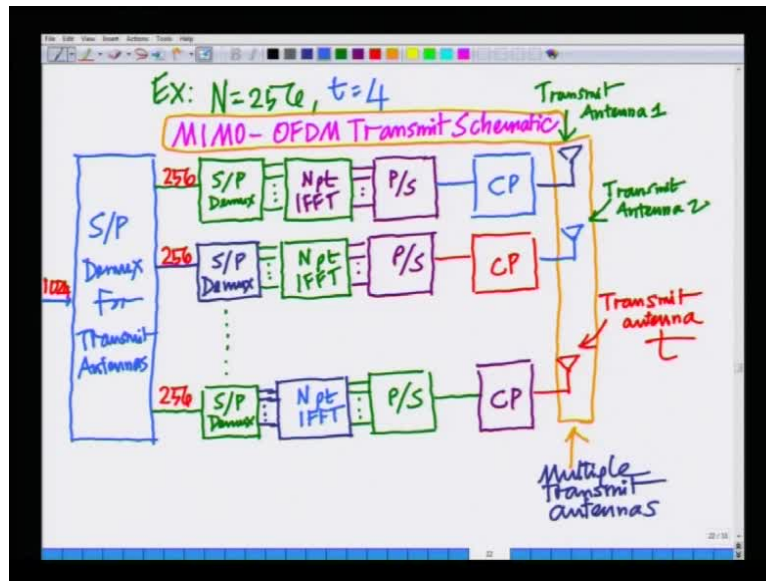 File Edit View Insert Actions Tools Help
Ex: N=256, t=4
Transmit
Antenna 1
MIMO-OFDM Transmit Schematic
256
S/P
Demux
N pt
IFFT
P/S
CP
Transmit
Antenna 2
S/P
Demux
For
Transmit
Antennas
1024
256
S/P
Demux
N pt
IFFT
P/S
CP
Transmit
antenna
t
256
S/P
Demux
N pt
IFFT
P/S
CP
Multiple
Transmit
antennas
22